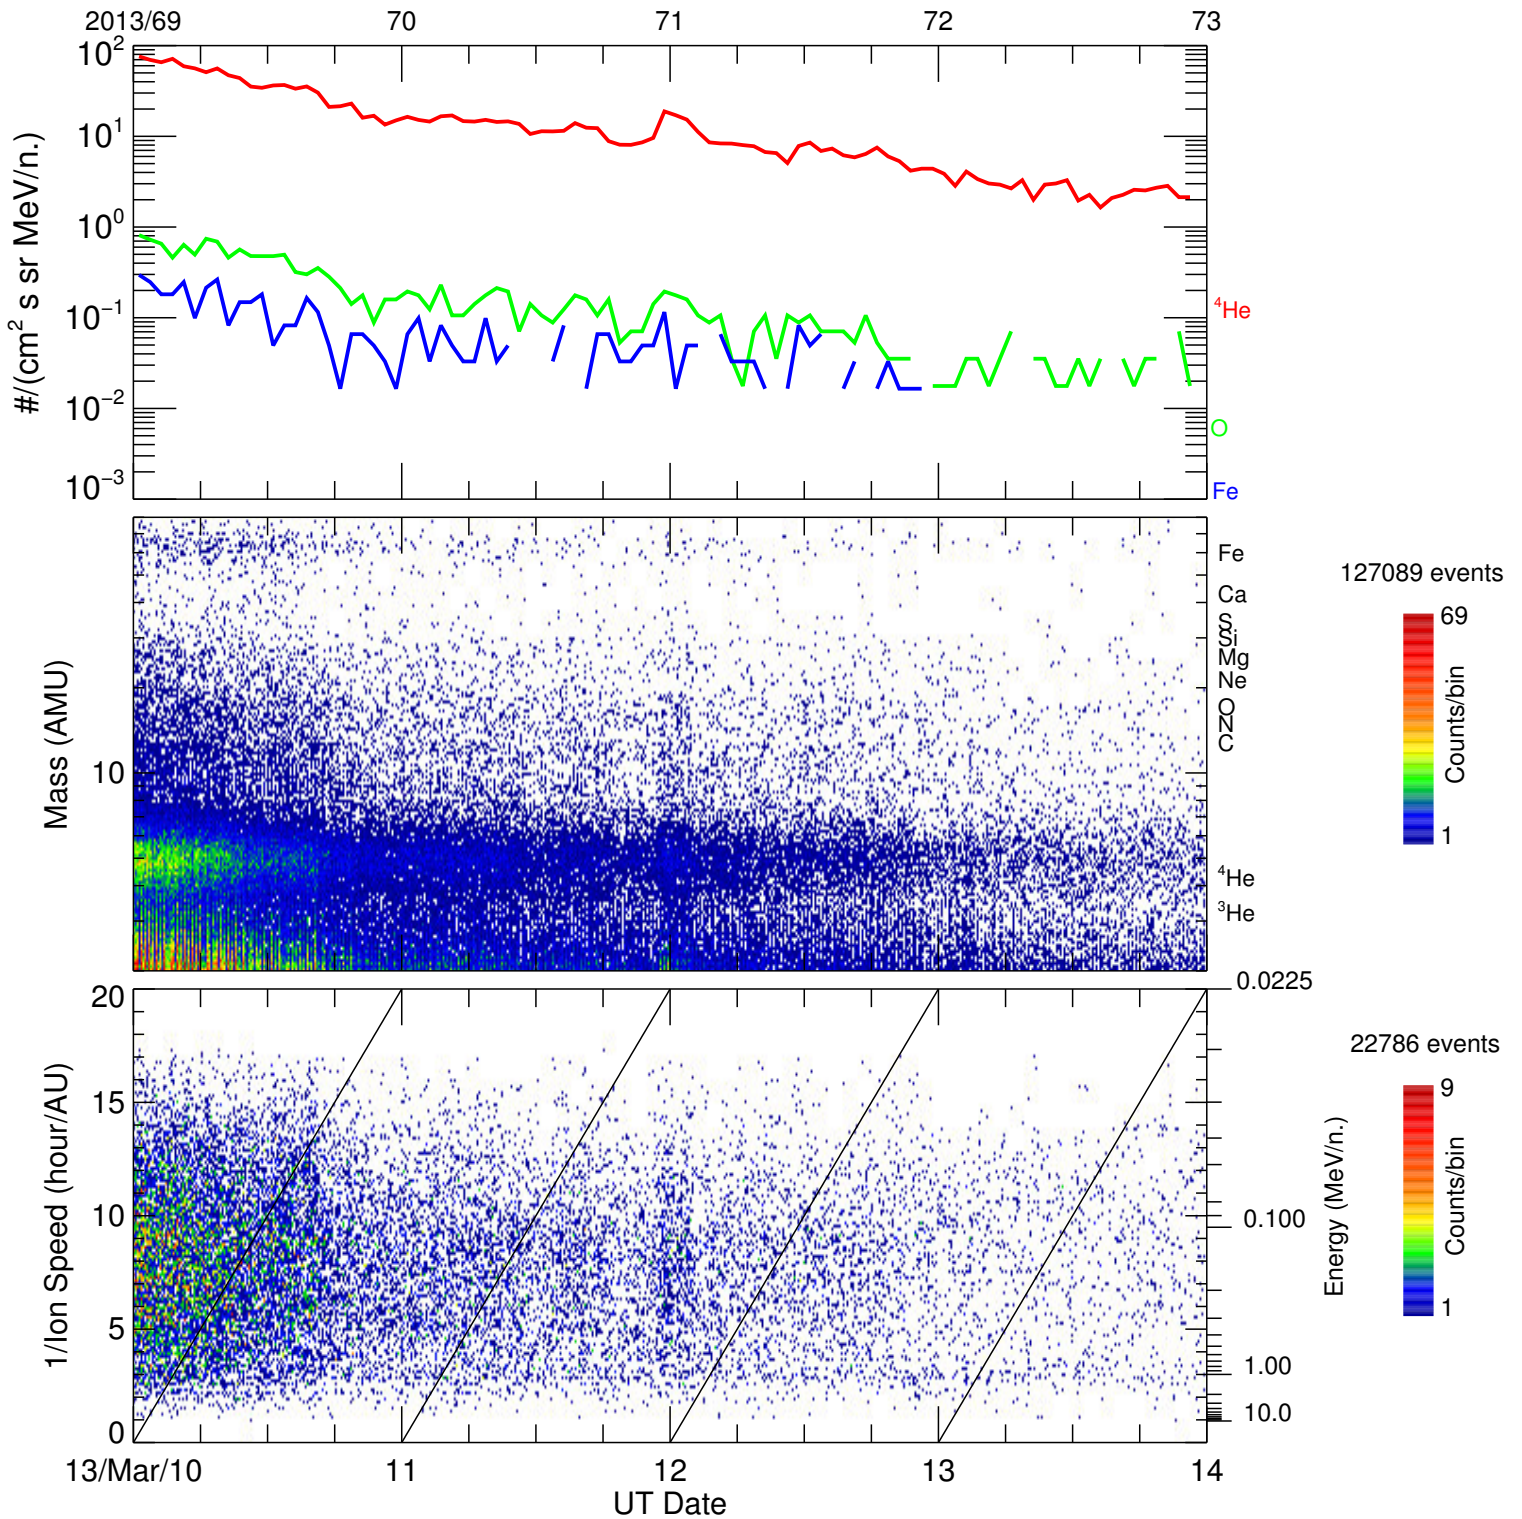 2013/69 70 71 72 73
10² 10¹ 10⁰ 10⁻¹ 10⁻² 10⁻³
#/(cm² s sr MeV/n.)
⁴He
O
Fe
Mass (AMU)
10
Fe
Ca
S
Si
Mg
Ne
O
N
C
⁴He
³He
127089 events
69
Counts/bin
1
1/Ion Speed (hour/AU)
20
15
10
5
0
0.0225
0.100
1.00
10.0
Energy (MeV/n.)
22786 events
9
Counts/bin
1
13/Mar/10 11 12 13 14
UT Date